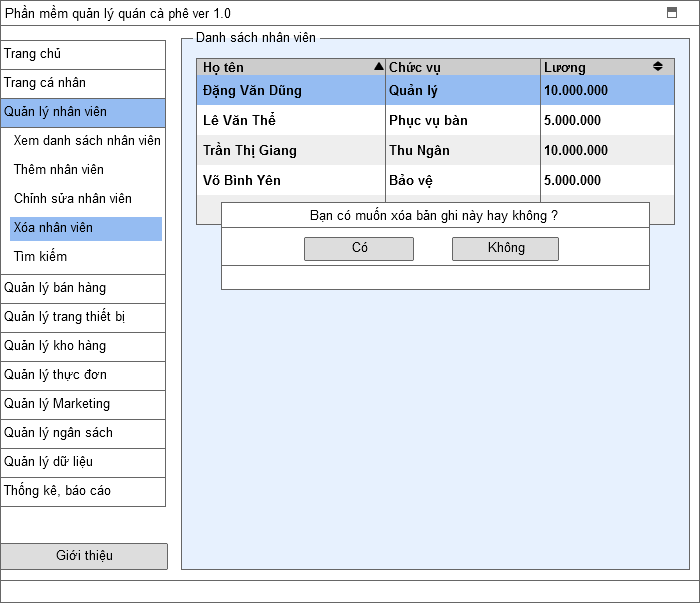 Phần mềm quản lý quán cà phê ver 1.0
Trang chủ
Trang cá nhân
Quản lý nhân viên
Xem danh sách nhân viên
Thêm nhân viên
Chỉnh sửa nhân viên
Xóa nhân viên
Tìm kiếm
Quản lý bán hàng
Quản lý trang thiết bị
Quản lý kho hàng
Quản lý thực đơn
Quản lý Marketing
Quản lý ngân sách
Quản lý dữ liệu
Thống kê, báo cáo
Giới thiệu
Danh sách nhân viên
Họ tên Chức vụ Lương
Đặng Văn Dũng Quản lý 10.000.000
Lê Văn Thể Phục vụ bàn 5.000.000
Trần Thị Giang Thu Ngân 10.000.000
Võ Bình Yên Bảo vệ 5.000.000
Bạn có muốn xóa bản ghi này hay không ?
Có Không